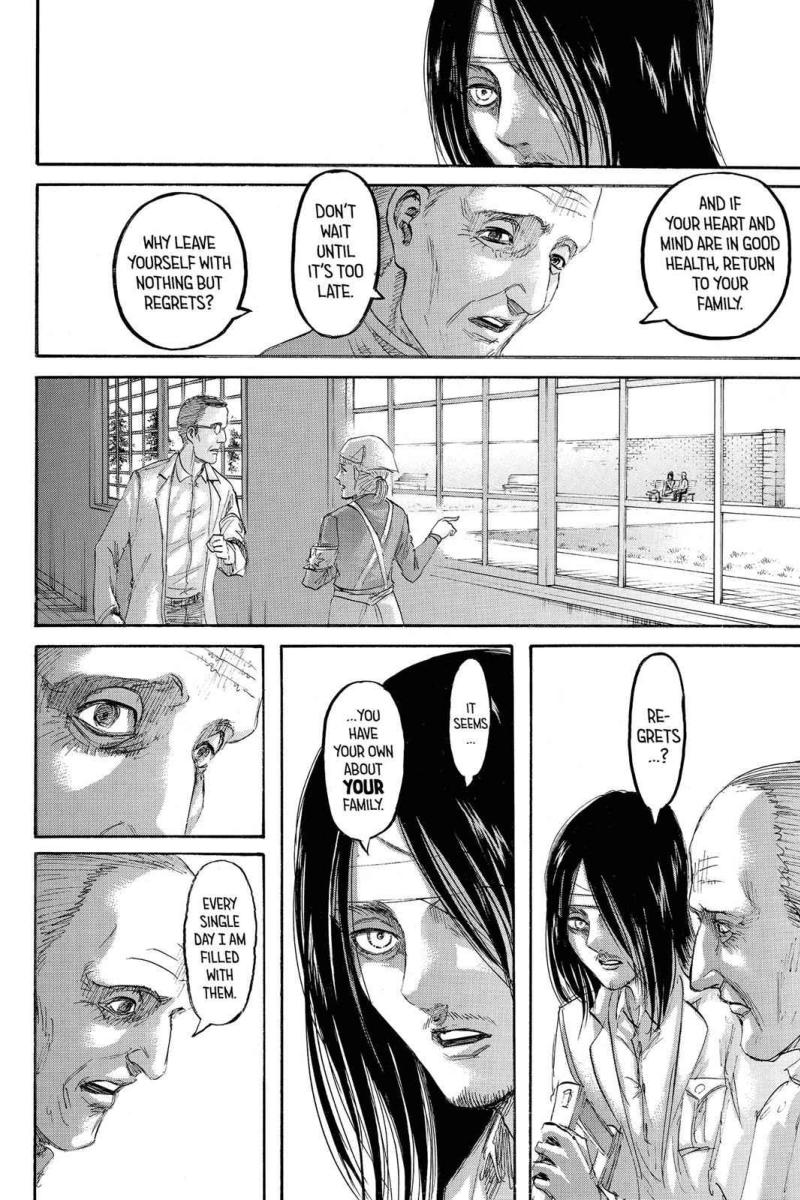 AND IF
YOUR HEART AND
MIND ARE IN GOOD
HEALTH, RETURN
TO YOUR
FAMILY.
DON'T
WAIT
UNTIL
IT'S TOO
LATE.
WHY LEAVE
YOURSELF WITH
NOTHING BUT
REGRETS?
RE-
GRETS
...?
IT
SEEMS
...
...YOU
HAVE
YOUR OWN
ABOUT
YOUR
FAMILY.
EVERY
SINGLE
DAY I AM
FILLED
WITH
THEM.